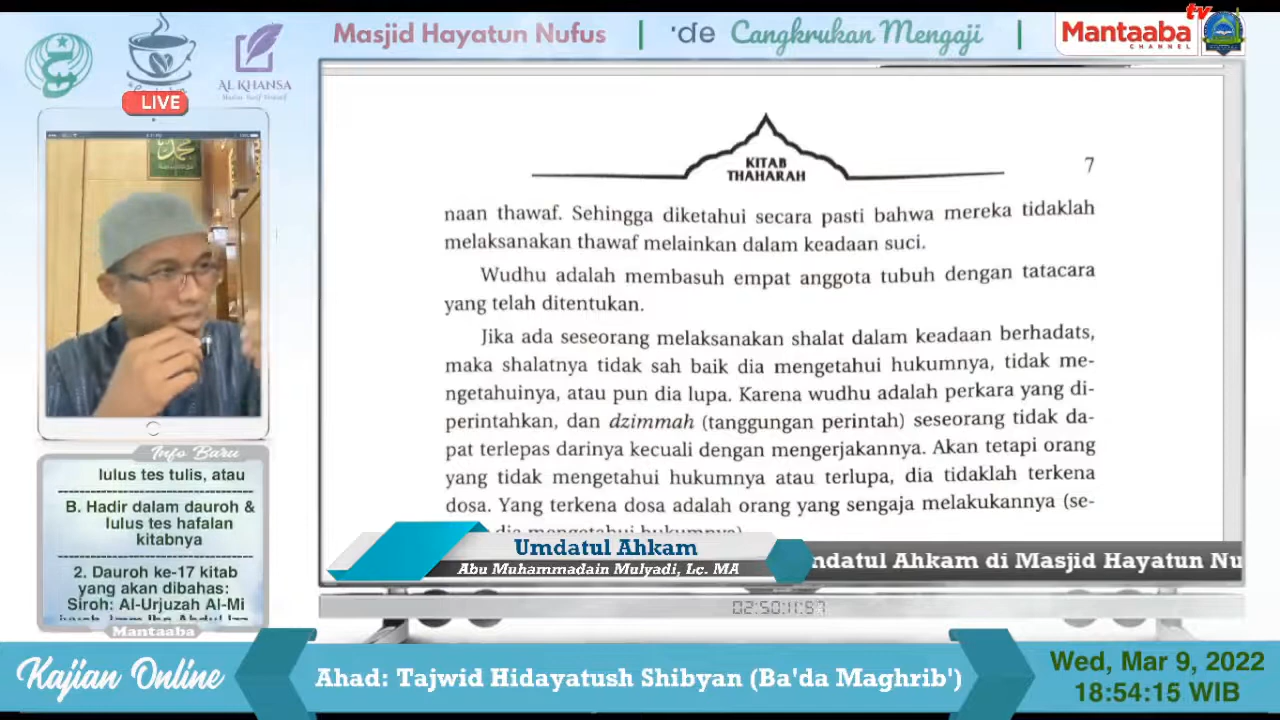 Masjid Hayatun Nufus | 'de Cangkrukan Mengaji |
Mantaaba tv
CHANNEL
AL KHANSA
LIVE
KITAB
THAHARAH
7
naan thawaf. Sehingga diketahui secara pasti bahwa mereka tidaklah
melaksanakan thawaf melainkan dalam keadaan suci.
Wudhu adalah membasuh empat anggota tubuh dengan tatacara
yang telah ditentukan.
Jika ada seseorang melaksanakan shalat dalam keadaan berhadats,
maka shalatnya tidak sah baik dia mengetahui hukumnya, tidak me-
ngetahuinya, atau pun dia lupa. Karena wudhu adalah perkara yang di-
perintahkan, dan dzimmah (tanggungan perintah) seseorang tidak da-
pat terlepas darinya kecuali dengan mengerjakannya. Akan tetapi orang
yang tidak mengetahui hukumnya atau terlupa, dia tidaklah terkena
dosa. Yang terkena dosa adalah orang yang sengaja melakukannya (se-
dia mengetahui hukumnya)
Info Baru
lulus tes tulis, atau
B. Hadir dalam dauroh &
lulus tes hafalan
kitabnya
2. Dauroh ke-17 kitab
yang akan dibahas:
Siroh: Al-Urjuzah Al-Mi
Mantaaba
Umdatul Ahkam
Abu Muhammadain Mulyadi, Lc. MA
mdatul Ahkam di Masjid Hayatun Nu
Kajian Online
Ahad: Tajwid Hidayatush Shibyan (Ba'da Maghrib')
Wed, Mar 9, 2022
18:54:15 WIB